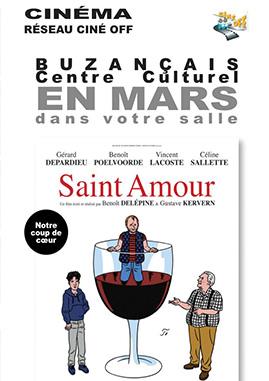 CINÉMA
RÉSEAU CINÉ OFF
BUZANÇAIS
Centre Culturel
EN MARS
dans votre salle
Gérard DEPARDIEU
Benoît POELVOORDE
Vincent LACOSTE
Céline SALLETTE
Saint Amour
Un film écrit et réalisé par Benoît DELÉPINE & Gustave KERVERN
Notre
coup de
cœur